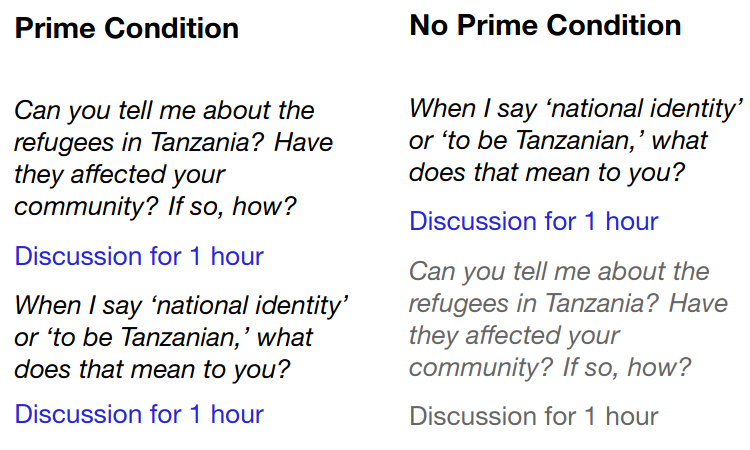 Prime Condition
Can you tell me about the
refugees in Tanzania? Have
they affected your
community? If so, how?
Discussion for 1 hour
When I say ‘national identity’
or ‘to be Tanzanian,’ what
does that mean to you?
Discussion for 1 hour
No Prime Condition
When I say ‘national identity’
or ‘to be Tanzanian,’ what
does that mean to you?
Discussion for 1 hour
Can you tell me about the
refugees in Tanzania? Have
they affected your
community? If so, how?
Discussion for 1 hour